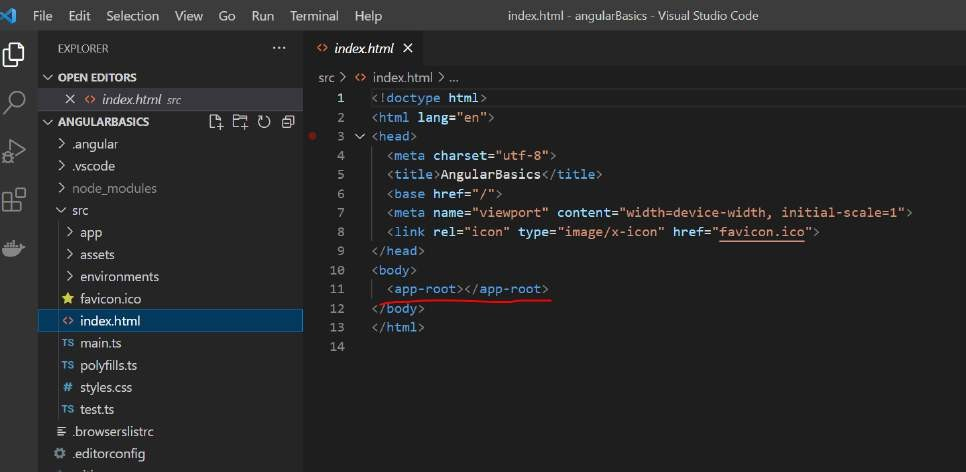 File Edit Selection View Go Run Terminal Help index.html - angularBasics - Visual Studio Code
EXPLORER ...
OPEN EDITORS
index.html src
ANGULARBASICS
.angular
.vscode
node_modules
src
app
assets
environments
favicon.ico
index.html
TS main.ts
TS polyfills.ts
# styles.css
TS test.ts
.browserslistrc
.editorconfig
index.html
src > index.html > ...
1 <!doctype html>
2 <html lang="en">
3 <head>
4 <meta charset="utf-8">
5 <title>AngularBasics</title>
6 <base href="/">
7 <meta name="viewport" content="width=device-width, initial-scale=1">
8 <link rel="icon" type="image/x-icon" href="favicon.ico">
9 </head>
10 <body>
11 <app-root></app-root>
12 </body>
13 </html>
14